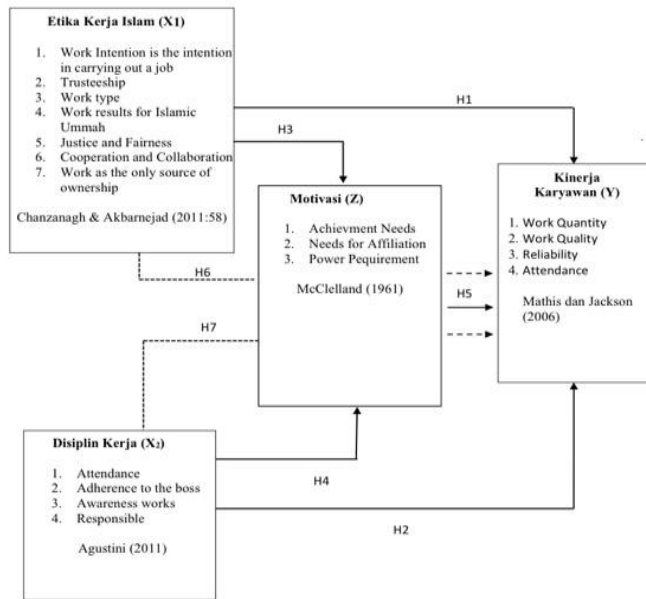 Etika Kerja Islam (X1)
1. Work Intention is the intention
in carrying out a job
2. Trusteeship
3. Work type
4. Work results for Islamic
Ummah
5. Justice and Fairness
6. Cooperation and Collaboration
7. Work as the only source of
ownership
Chanzanagh & Akbarnejad (2011:58)
H1
H3
Motivasi (Z)
1. Achievment Needs
2. Needs for Affiliation
3. Power Pequirement
McClelland (1961)
Kinerja
Karyawan (Y)
1. Work Quantity
2. Work Quality
3. Reliability
4. Attendance
Mathis dan Jackson
(2006)
H6
H5
H7
Disiplin Kerja (X2)
1. Attendance
2. Adherence to the boss
3. Awareness works
4. Responsible
Agustini (2011)
H4
H2